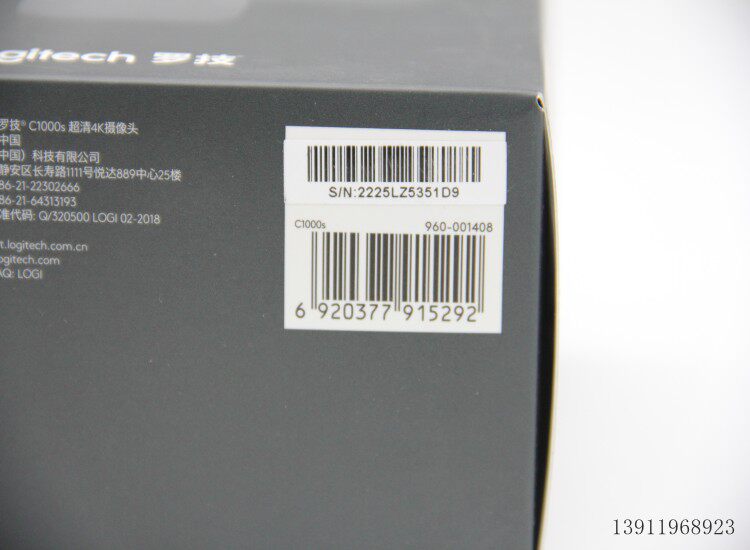 gitech 罗技
罗技® C1000s 超清4K摄像头
中国
中国）科技有限公司
静安区长寿路1111号悦达889中心25楼
86-21-22302666
86-21-64313193
准代码: Q/320500 LOGI 02-2018
t.logitech.com.cn
ogitech.com
AQ: LOGI
S/N:2225LZ5351D9
C1000s 960-001408
6 920377 915292
13911968923